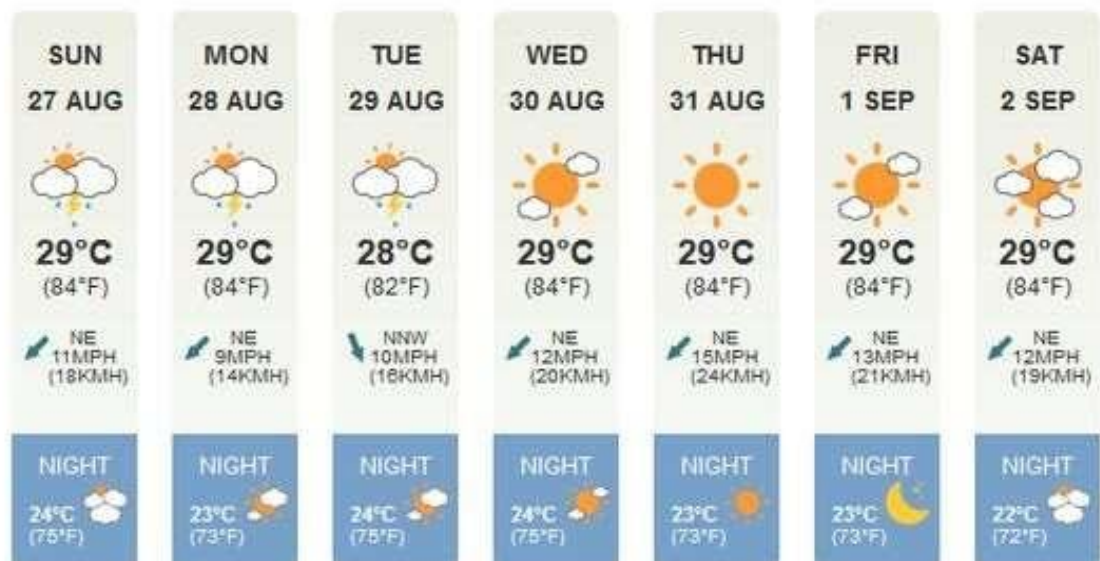 SUN
27 AUG
29°C
(84°F)
NE
11MPH
(18KMH)
NIGHT
24°C
(75°F)
MON
28 AUG
29°C
(84°F)
NE
9MPH
(14KMH)
NIGHT
23°C
(73°F)
TUE
29 AUG
28°C
(82°F)
NNW
10MPH
(16KMH)
NIGHT
24°C
(75°F)
WED
30 AUG
29°C
(84°F)
NE
12MPH
(20KMH)
NIGHT
24°C
(75°F)
THU
31 AUG
29°C
(84°F)
NE
15MPH
(24KMH)
NIGHT
23°C
(73°F)
FRI
1 SEP
29°C
(84°F)
NE
13MPH
(21KMH)
NIGHT
23°C
(73°F)
SAT
2 SEP
29°C
(84°F)
NE
12MPH
(19KMH)
NIGHT
22°C
(72°F)